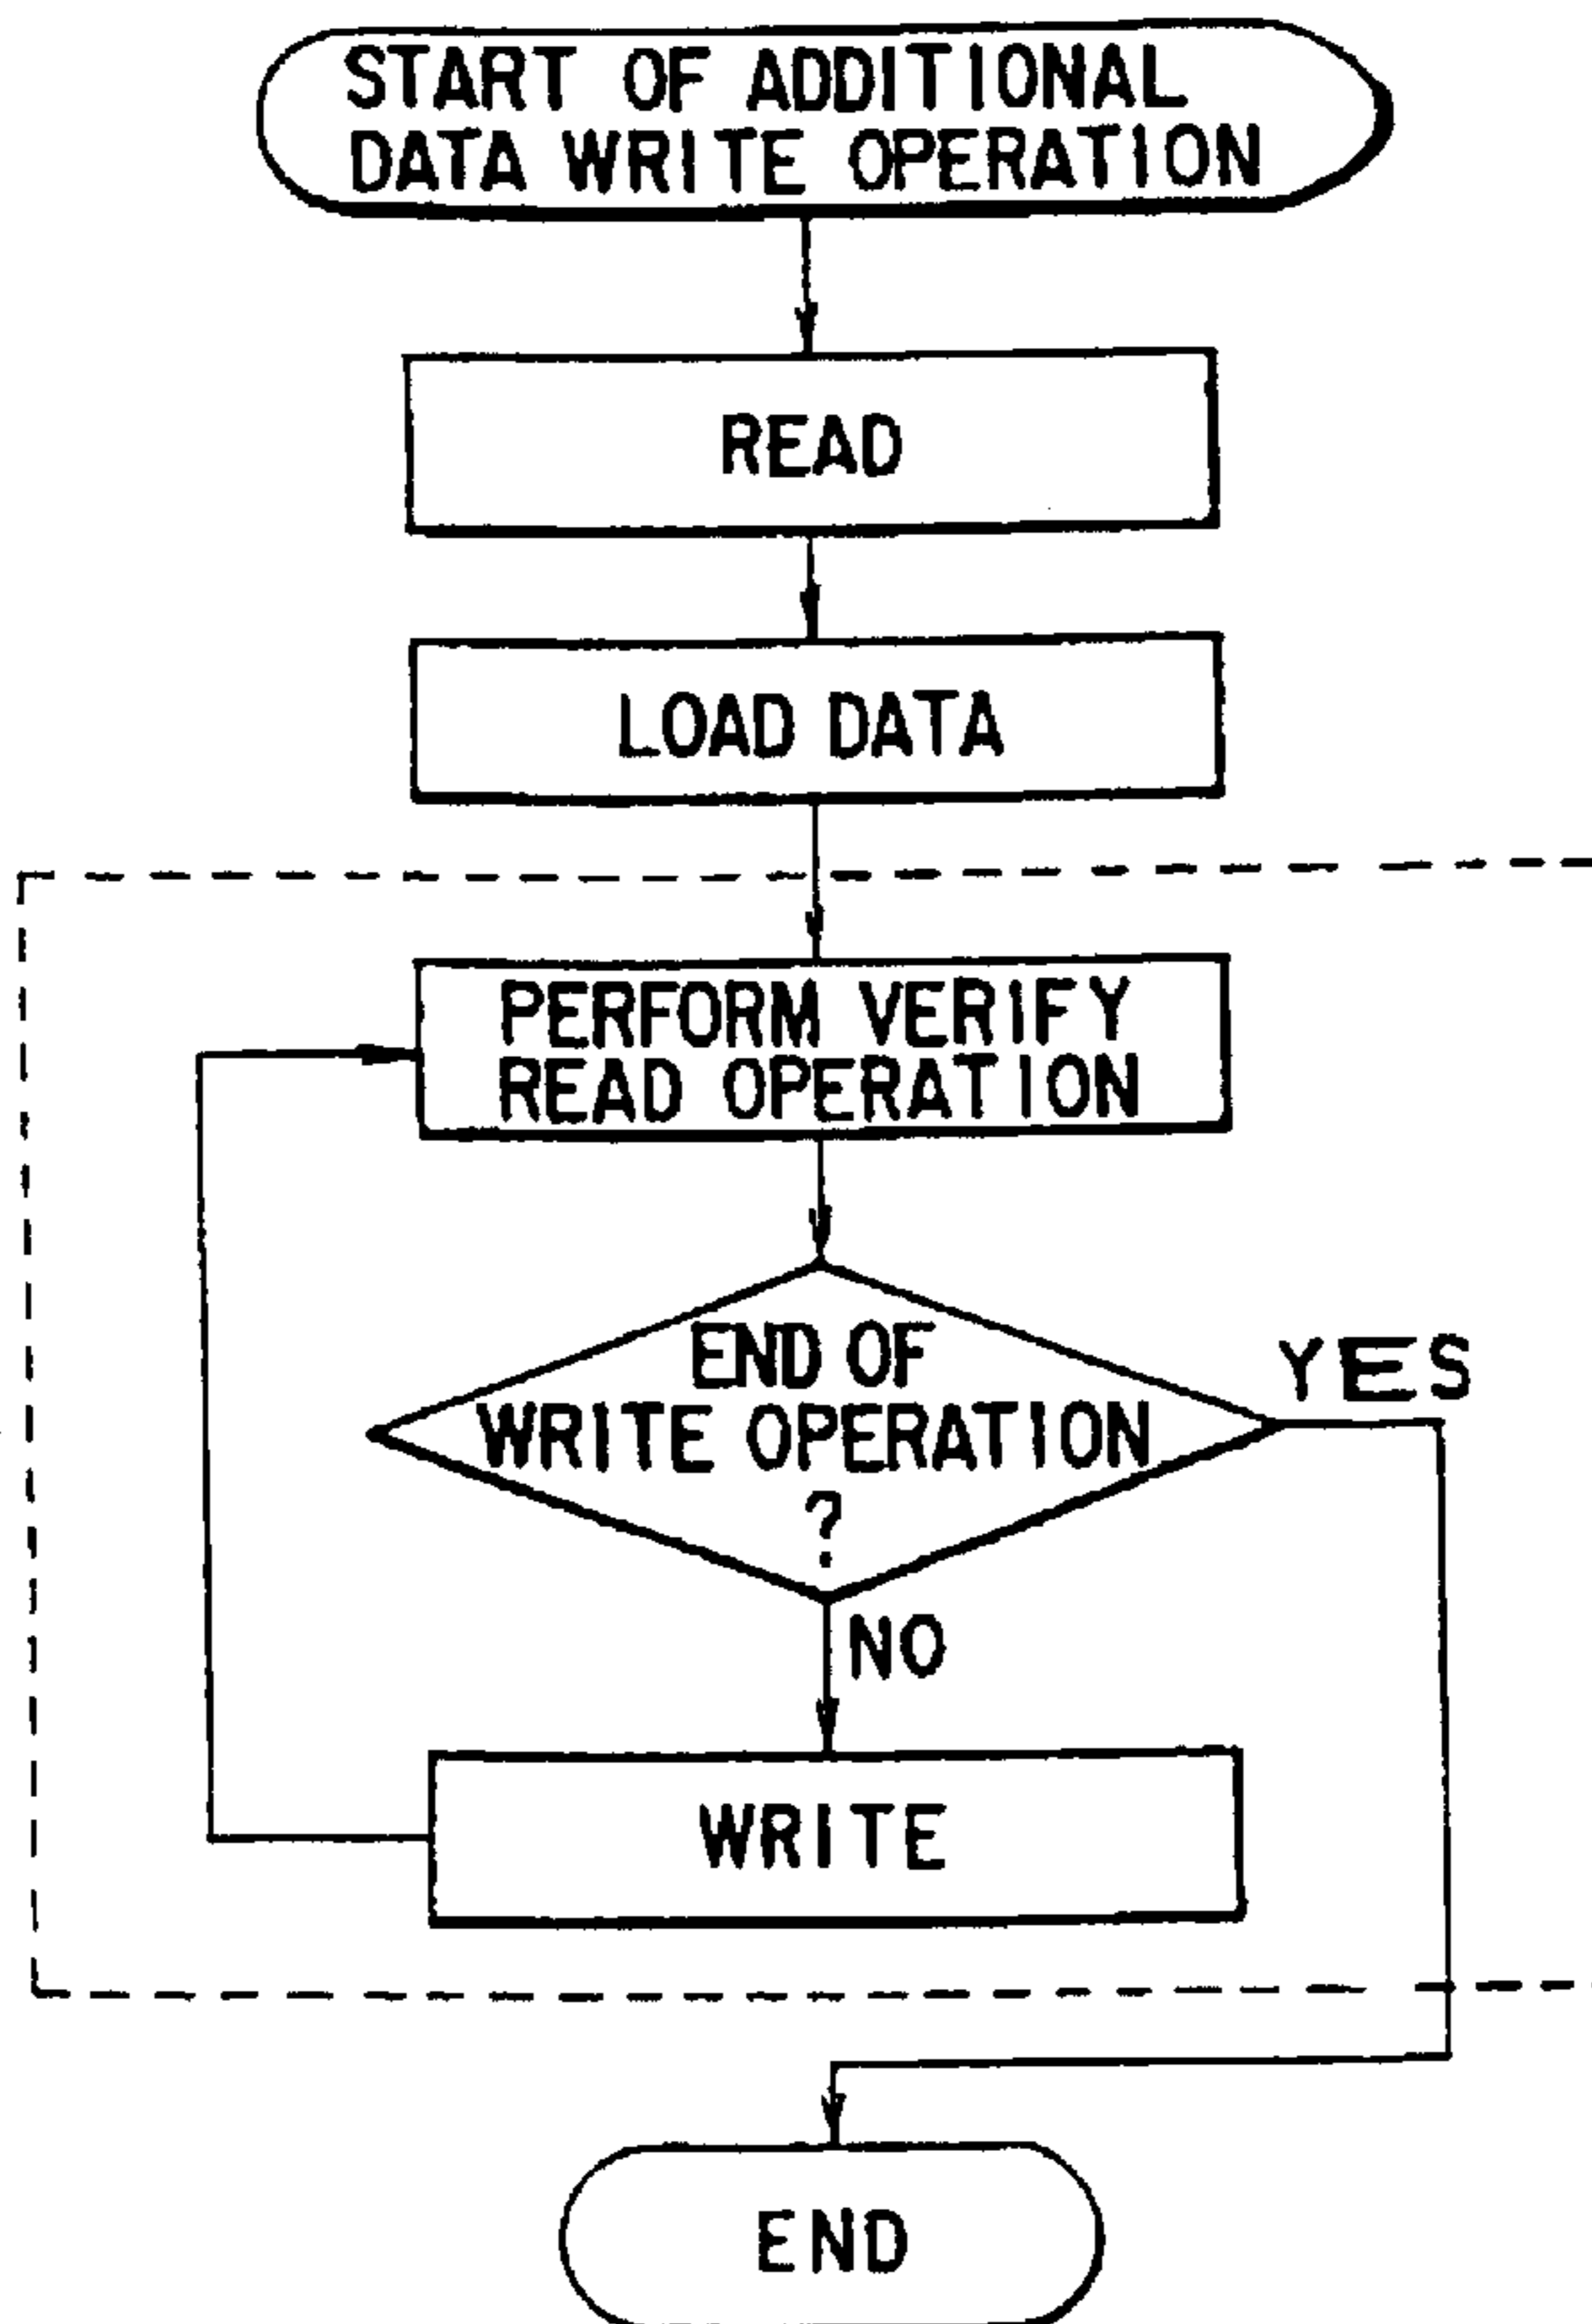 START OF ADDITIONAL
DATA WRITE OPERATION
READ
LOAD DATA
PERFORM VERIFY
READ OPERATION
END OF
WRITE OPERATION
?
YES
NO
WRITE
END